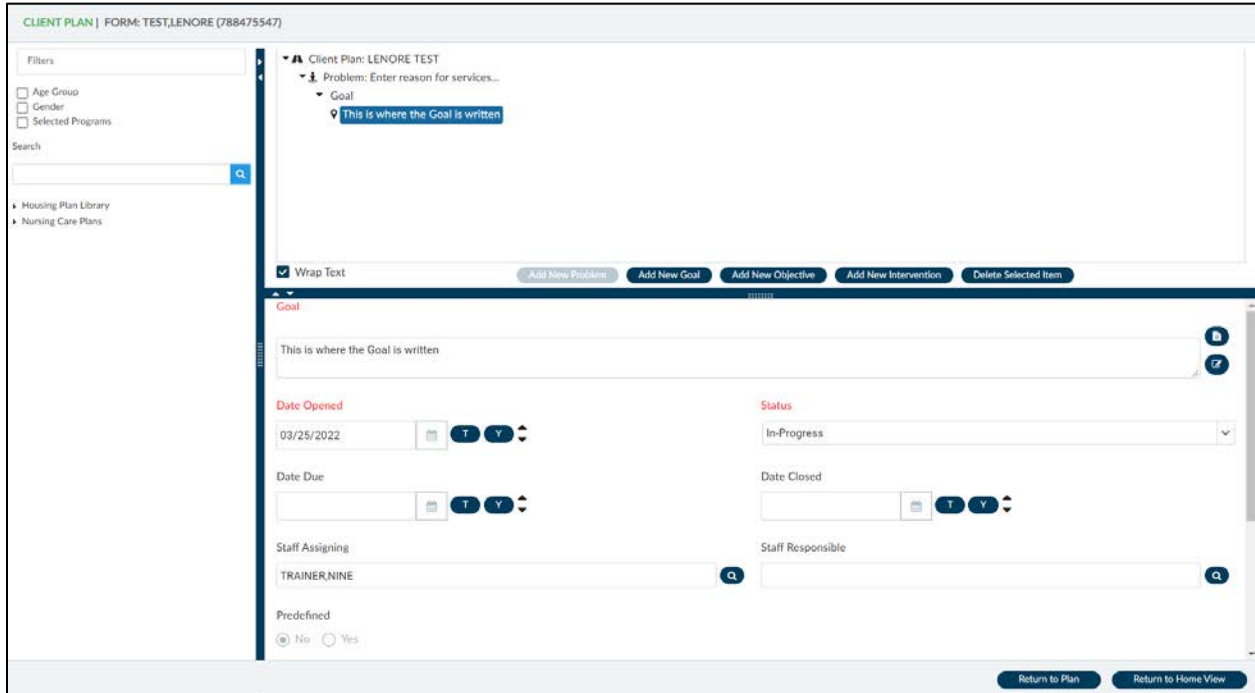 CLIENT PLAN | FORM: TEST,LENORE (788475547)
Filters
Age Group
Gender
Selected Programs
Search
Housing Plan Library
Nursing Care Plans
Client Plan: LENORE TEST
Problem: Enter reason for services...
Goal
This is where the Goal is written
Wrap Text
Add New Problem Add New Goal Add New Objective Add New Intervention Delete Selected Item
Goal
This is where the Goal is written
Date Opened Status
03/25/2022 T Y In-Progress
Date Due Date Closed
T Y T Y
Staff Assigning Staff Responsible
TRAINER,NINE
Predefined
No Yes
Return to Plan Return to Home View